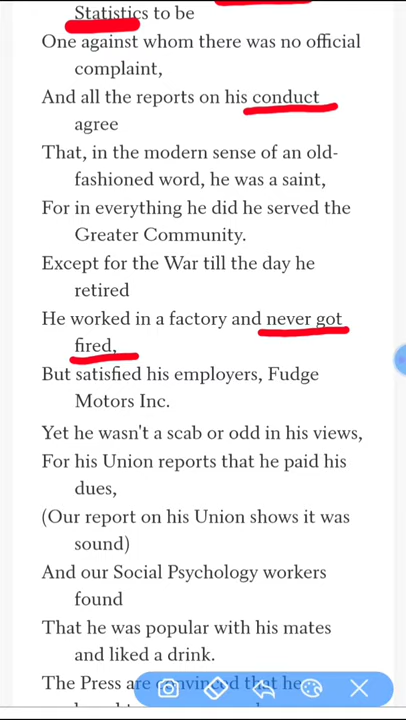 Statistics to be
One against whom there was no official
complaint,
And all the reports on his conduct
agree
That, in the modern sense of an old-
fashioned word, he was a saint,
For in everything he did he served the
Greater Community.
Except for the War till the day he
retired
He worked in a factory and never got
fired,
But satisfied his employers, Fudge
Motors Inc.
Yet he wasn't a scab or odd in his views,
For his Union reports that he paid his
dues,
(Our report on his Union shows it was
sound)
And our Social Psychology workers
found
That he was popular with his mates
and liked a drink.
The Press are convinced that he